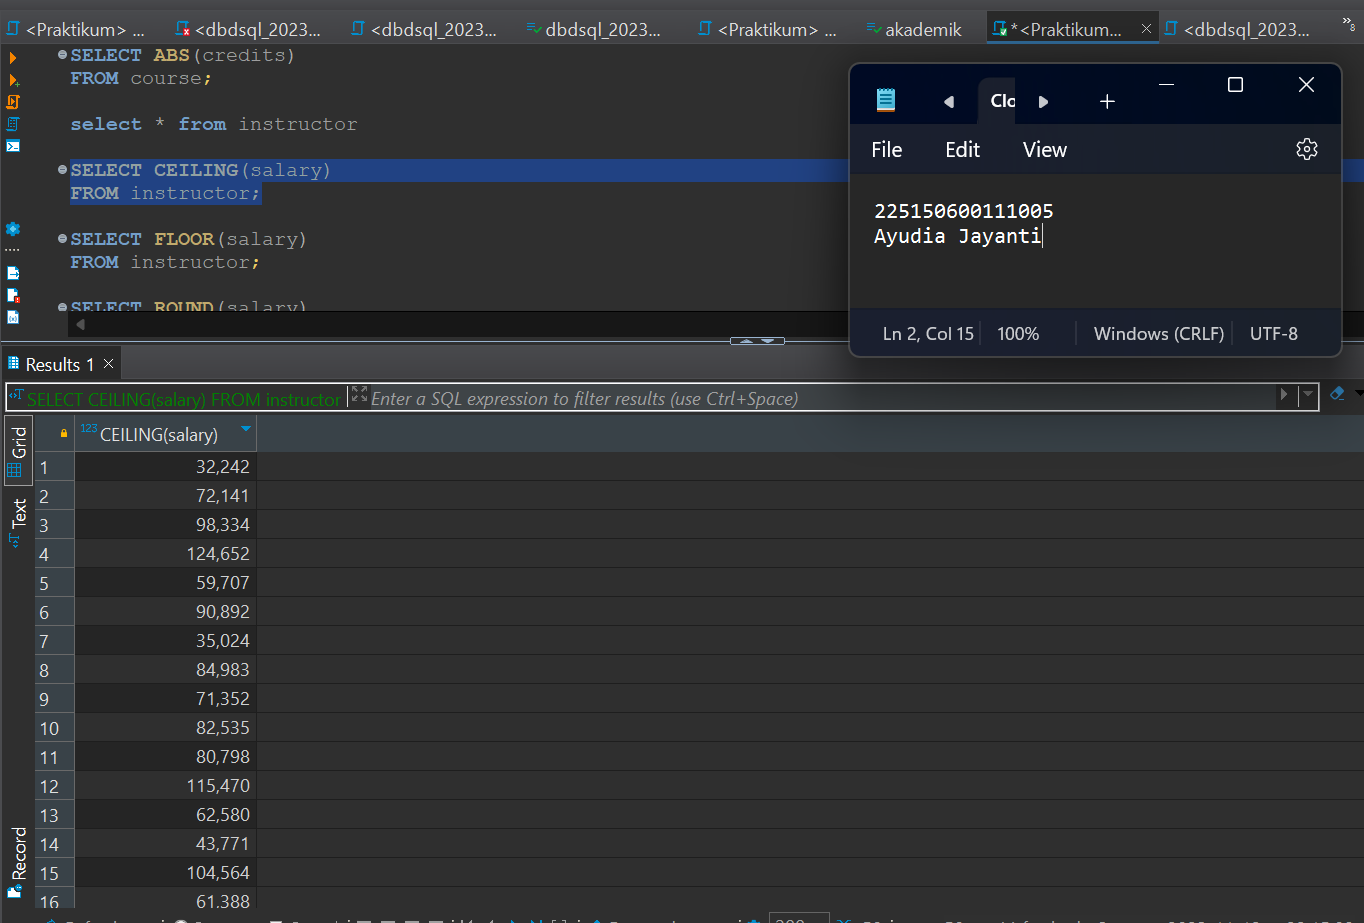 <Praktikum> ...
<dbdsql_2023...
<dbdsql_2023...
dbdsql_2023...
<Praktikum> ...
akademik
*<Praktikum...
<dbdsql_2023...
»8
SELECT ABS(credits)
FROM course;
select * from instructor
SELECT CEILING(salary)
FROM instructor;
SELECT FLOOR(salary)
FROM instructor;
SELECT ROUND(salary)
Clo
File Edit View
225150600111005
Ayudia Jayanti
Ln 2, Col 15 100% Windows (CRLF) UTF-8
Results 1
SELECT CEILING(salary) FROM instructor
Enter a SQL expression to filter results (use Ctrl+Space)
Grid
Text
Record
123 CEILING(salary)
1 32,242
2 72,141
3 98,334
4 124,652
5 59,707
6 90,892
7 35,024
8 84,983
9 71,352
10 82,535
11 80,798
12 115,470
13 62,580
14 43,771
15 104,564
16 61,388